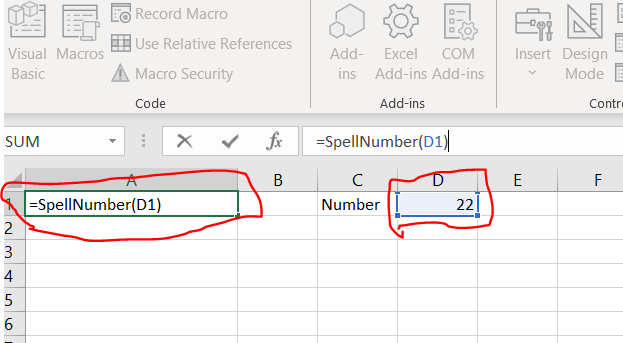 Record Macro
Use Relative References
Macro Security
Visual Basic
Macros
Code
Add-ins
Excel Add-ins
COM Add-ins
Add-ins
Insert
Design Mode
Contro
SUM
fx
=SpellNumber(D1)
A B C D E F
1 =SpellNumber(D1) Number 22
2
3
4
5
6